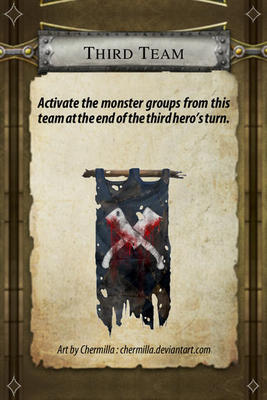 THIRD TEAM
Activate the monster groups from this
team at the end of the third hero's turn.
Art by Chermilla : chermilla.deviantart.com